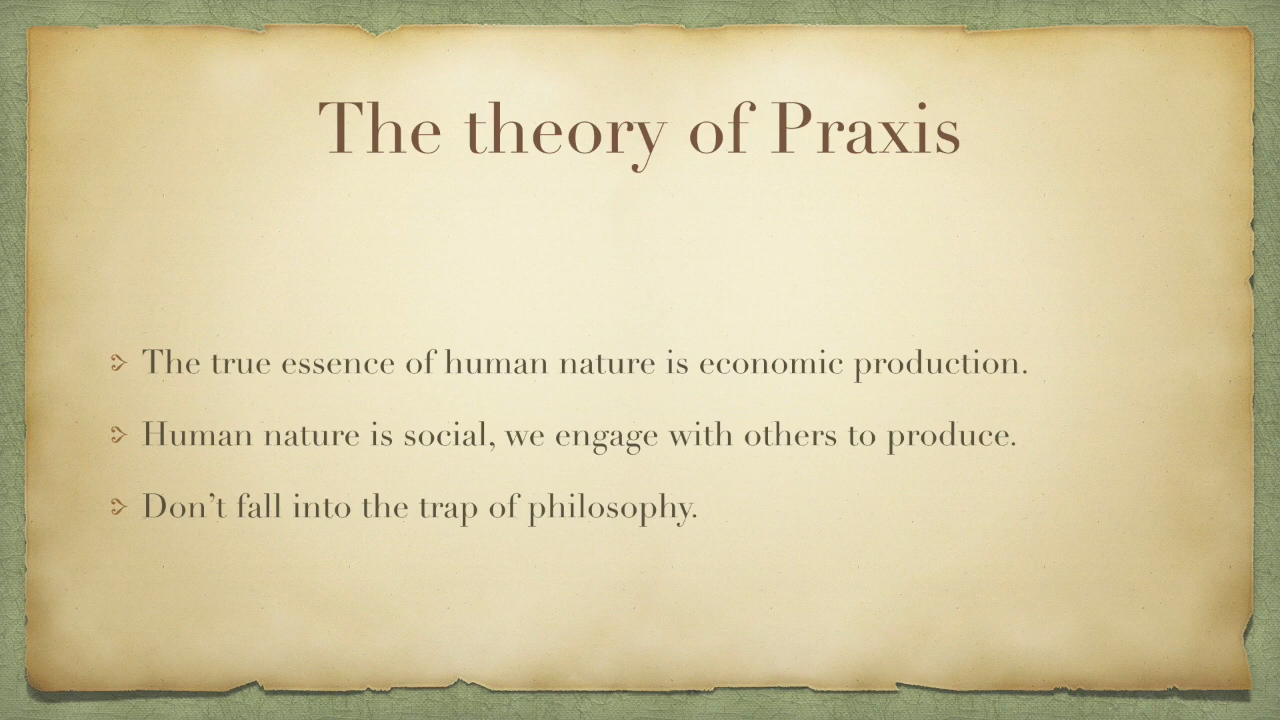 The theory of Praxis
The true essence of human nature is economic production.
Human nature is social, we engage with others to produce.
Don’t fall into the trap of philosophy.